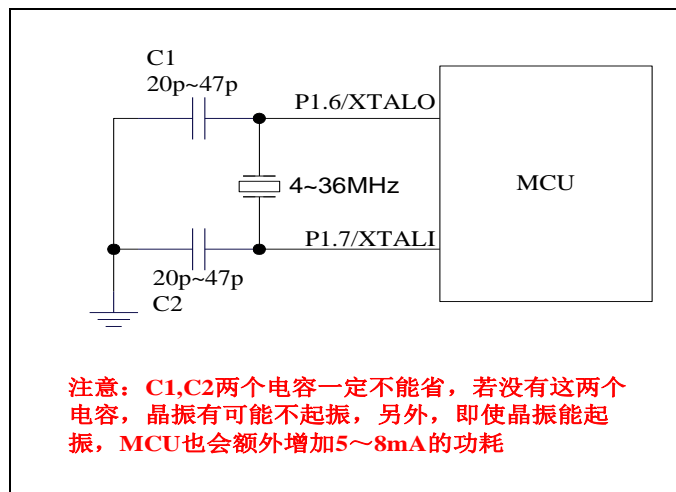 C1
20p~47p
P1.6/XTALO
4~36MHz
MCU
P1.7/XTALI
20p~47p
C2
注意：C1,C2两个电容一定不能省，若没有这两个
电容，晶振有可能不起振，另外，即使晶振能起
振，MCU也会额外增加5～8mA的功耗